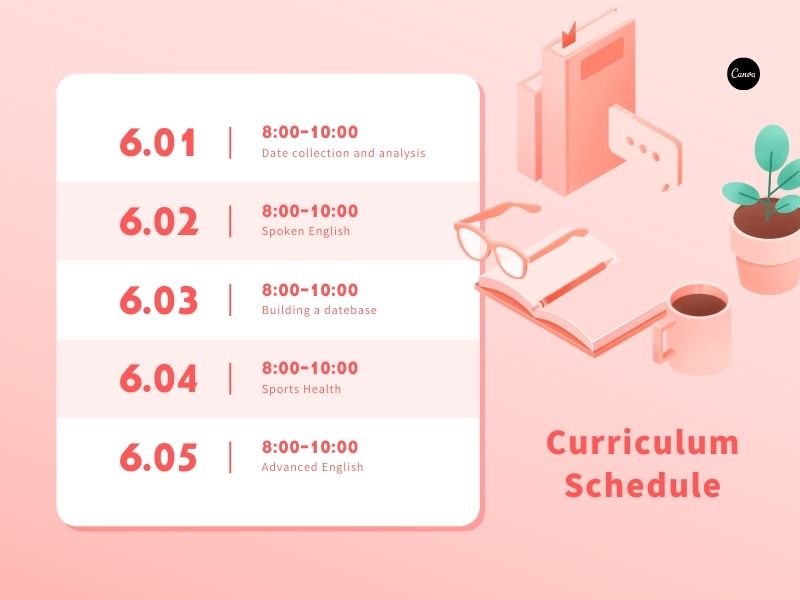 Canva
6.01
8:00-10:00
Date collection and analysis
6.02
8:00-10:00
Spoken English
6.03
8:00-10:00
Building a datebase
6.04
8:00-10:00
Sports Health
6.05
8:00-10:00
Advanced English
Curriculum
Schedule